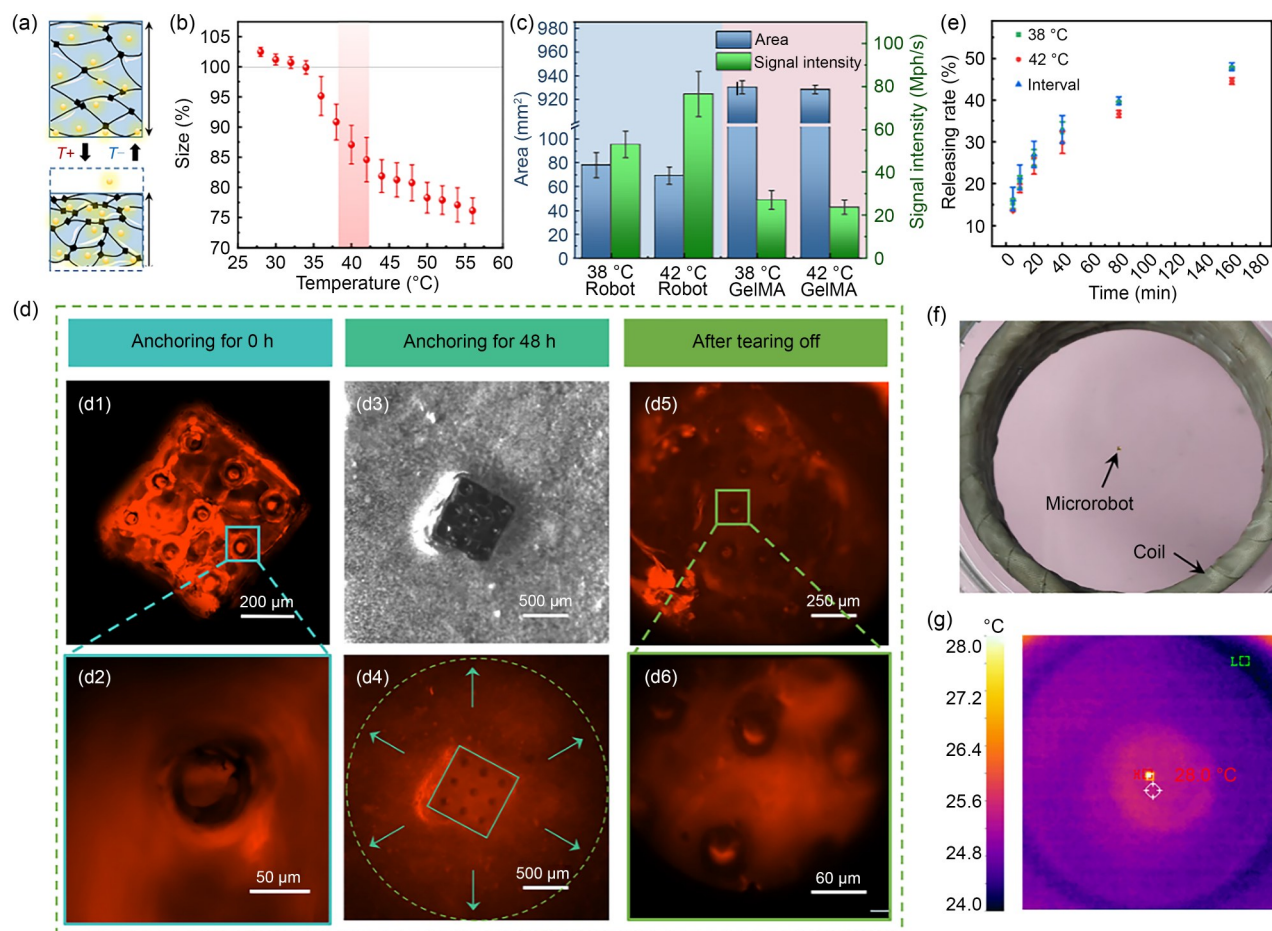 (a)
T+
T−
(b)
105
100
95
90
85
80
75
70
Size (%)
25 30 35 40 45 50 55 60
Temperature (°C)
(c)
980
960
940
920
100
80
60
40
20
0
Area (mm²)
Area
Signal intensity
100
80
60
40
20
0
Signal intensity (Mph/s)
38 °C
Robot
42 °C
Robot
38 °C
GelMA
42 °C
GelMA
(e)
38 °C
42 °C
Interval
50
40
30
20
10
Releasing rate (%)
0 20 40 60 80 100 120 140 160 180
Time (min)
(d)
Anchoring for 0 h
Anchoring for 48 h
After tearing off
(d1)
200 μm
(d3)
500 μm
(d5)
250 μm
(d2)
50 μm
(d4)
500 μm
(d6)
60 μm
(f)
Microrobot
Coil
(g)
°C
28.0
27.2
26.4
25.6
24.8
24.0
L
28.0 °C